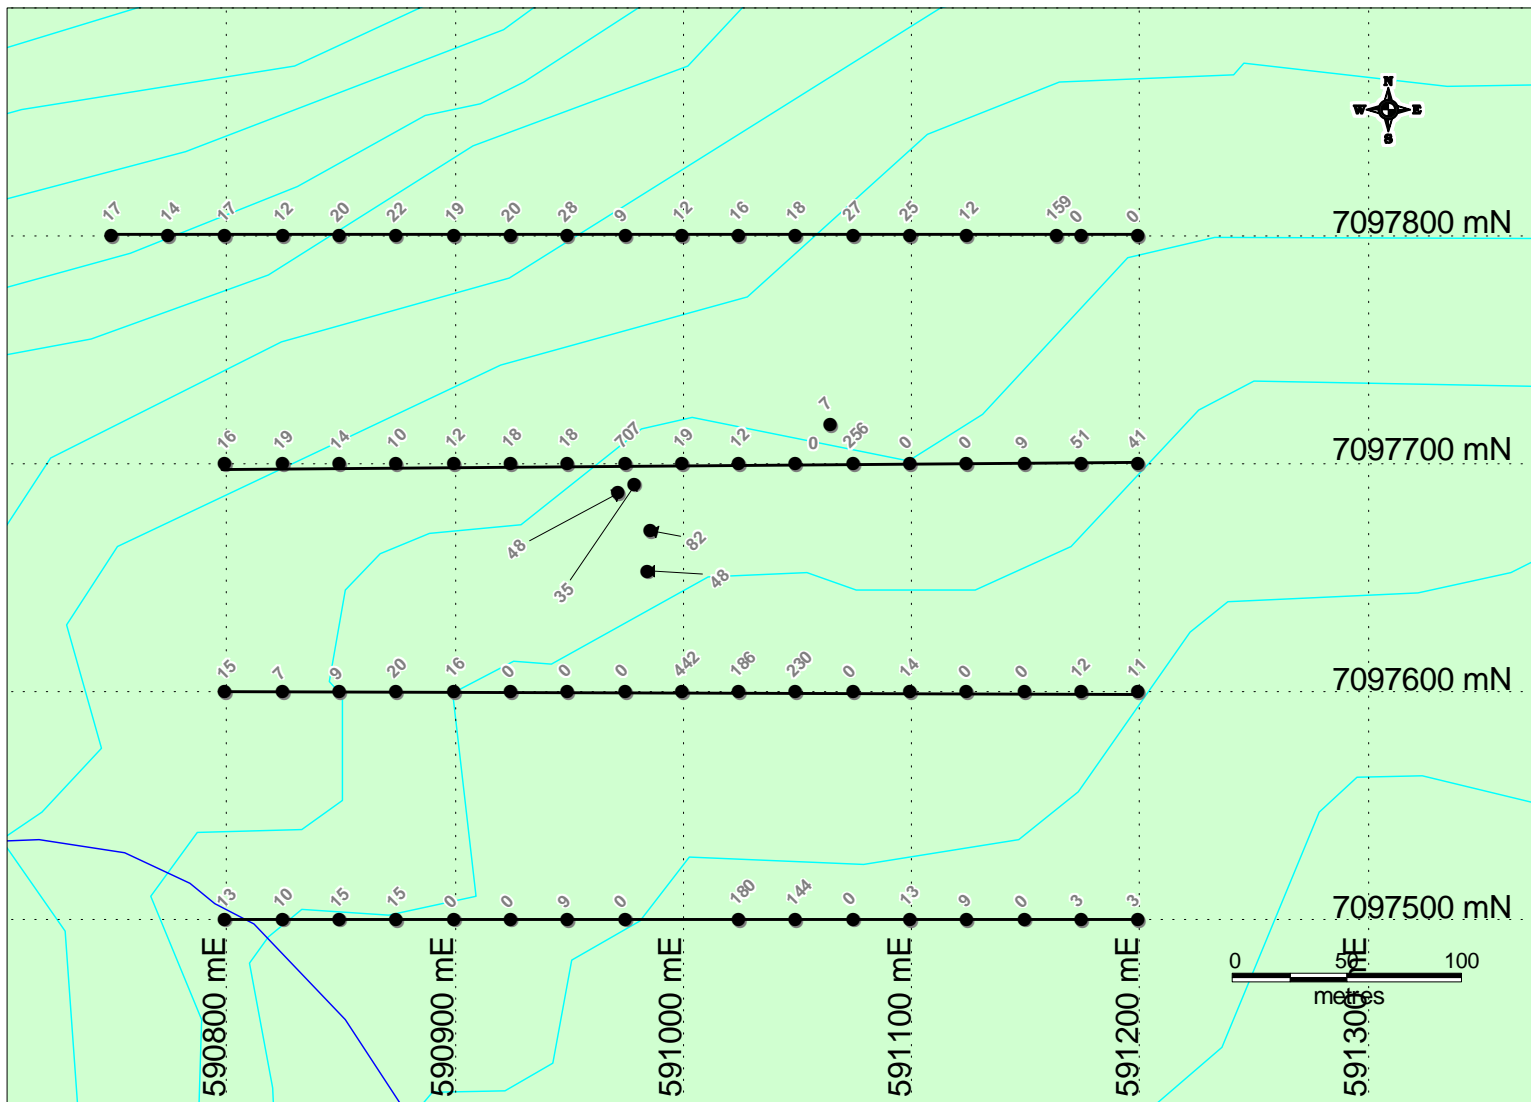 N
W E
S
17 14 17 12 20 22 19 20 28 9 12 16 18 27 25 12 159 0 0
7097800 mN
7
16 19 14 10 12 18 18 707 19 12 0 256 0 0 9 51 41
7097700 mN
48 82
35 48
15 7 9 20 16 0 0 0 442 186 230 0 14 0 0 12 11
7097600 mN
13 10 15 15 0 0 9 0 180 144 0 13 9 0 3 3
7097500 mN
590800 mE
590900 mE
591000 mE
591100 mE
591200 mE
591300 mE
0 50 100
metres